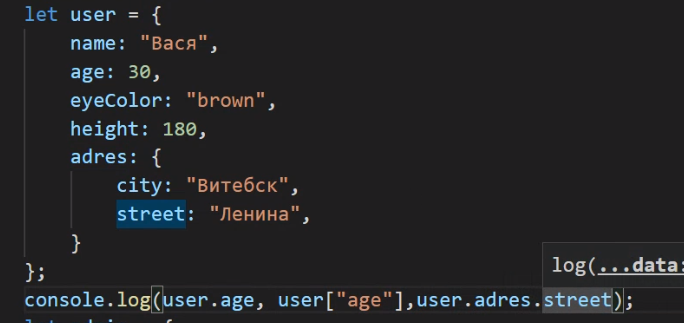 let user = {
    name: "Вася",
    age: 30,
    eyeColor: "brown",
    height: 180,
    adres: {
        city: "Витебск",
        street: "Ленина",
    }
};
log(...data:
console.log(user.age, user["age"],user.adres.street);